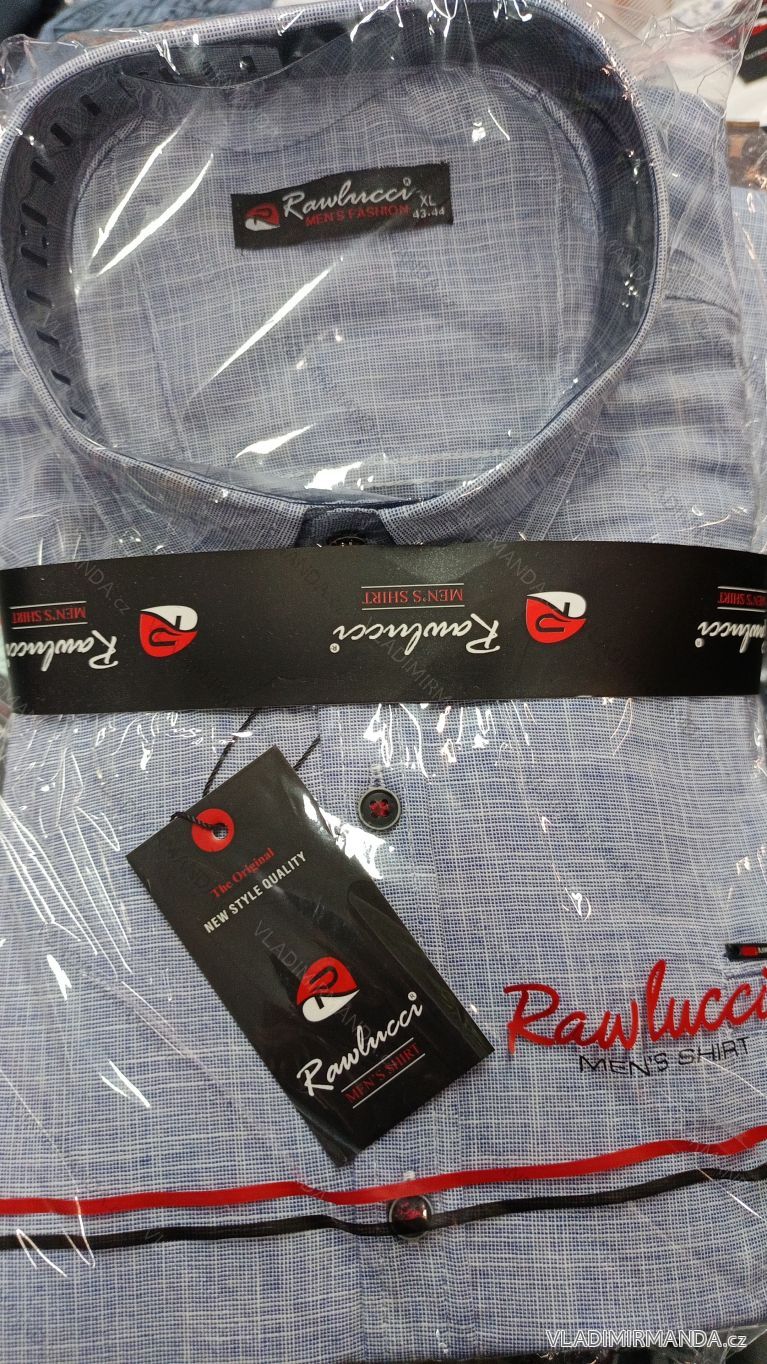 Rawlucci® XL
MEN'S FASHION 43-44
Rawlucci
MEN'S SHIRT
Rawlucci®
MEN'S SHIRT
Rawlucci®
MEN'S SHIRT
The Original
NEW STYLE QUALITY
Rawlucci®
MEN'S SHIRT
Rawlucci
MEN'S SHIRT
VLADIMIRMANDA.cz